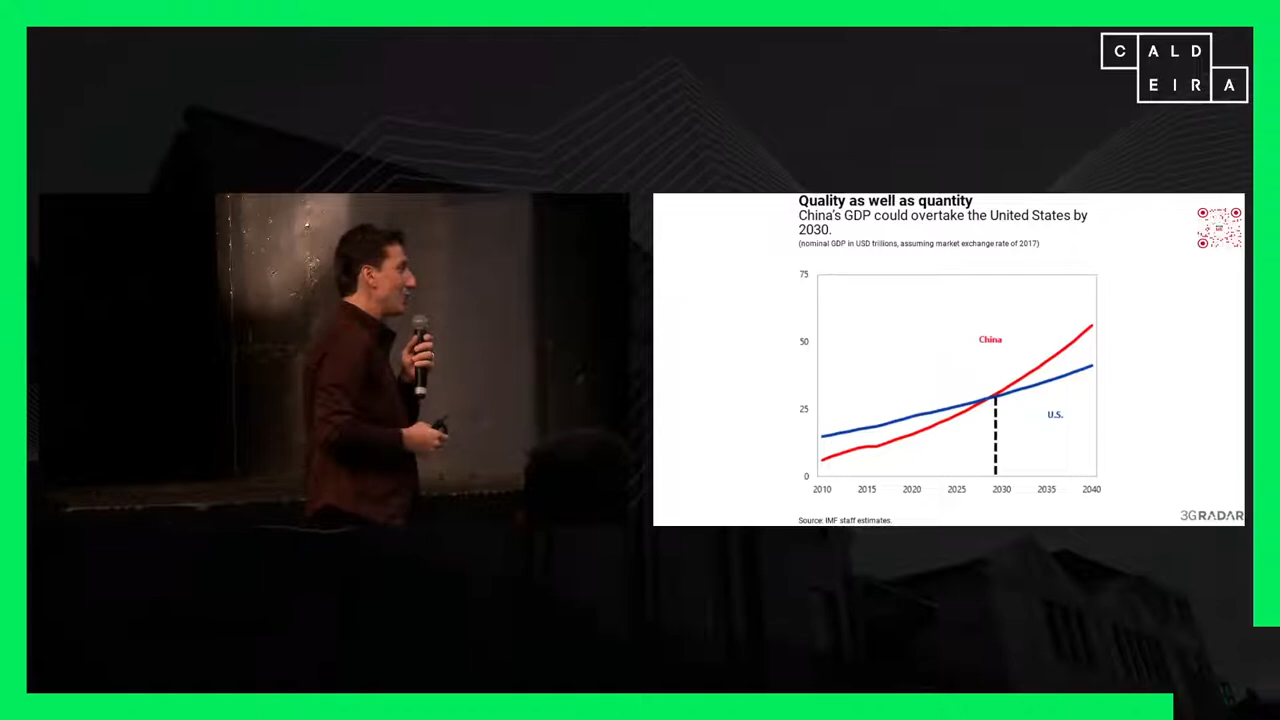 CALD
EIRA
Quality as well as quantity
China's GDP could overtake the United States by
2030.
(nominal GDP in USD trillions, assuming market exchange rate of 2017)
75
50
25
0
China
U.S.
2010 2015 2020 2025 2030 2035 2040
Source: IMF staff estimates.
3GRADAR